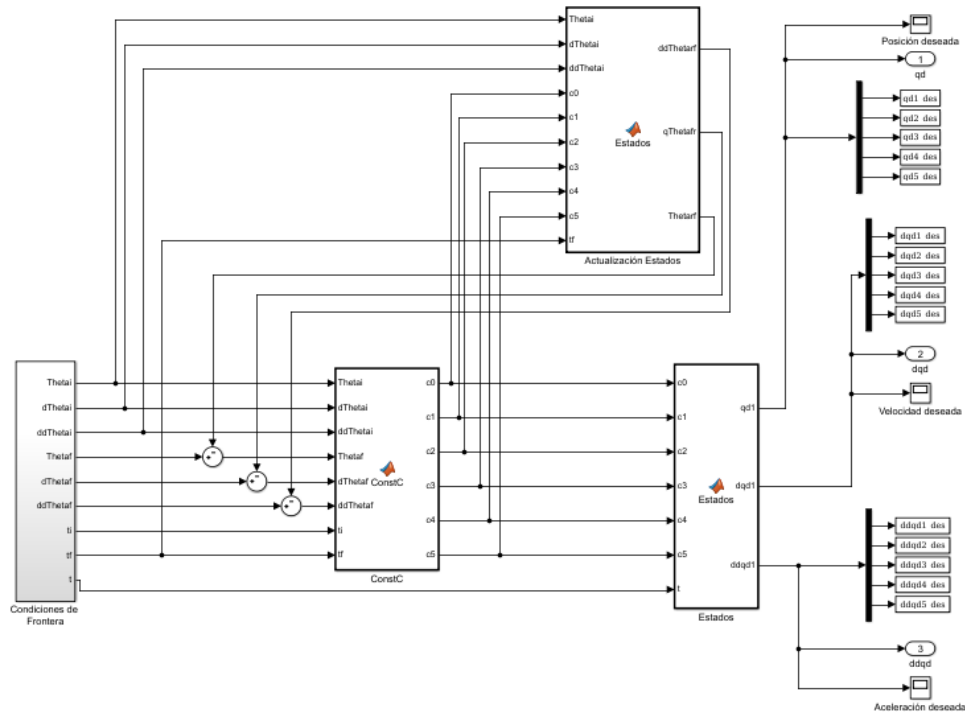 Thetai
dThetai
ddThetai
c0
c1
c2
c3
c4
c5
tf
ddThetarf
qThetafr
Thetarf
Estados
Actualización Estados
Posición deseada
1
qd
qd1 des
qd2 des
qd3 des
qd4 des
qd5 des
dqd1 des
dqd2 des
dqd3 des
dqd4 des
dqd5 des
2
dqd
Velocidad deseada
Thetai
dThetai
ddThetai
Thetaf
dThetaf
ddThetaf
ti
tf
t
Condiciones de
Frontera
Thetai
dThetai
ddThetai
Thetaf
dThetaf
ddThetaf
ti
tf
ConstC
c0
c1
c2
c3
c4
c5
ConstC
c0
c1
c2
c3
c4
c5
t
Estados
qd1
dqd1
ddqd1
Estados
ddqd1 des
ddqd2 des
ddqd3 des
ddqd4 des
ddqd5 des
3
ddqd
Aceleración deseada